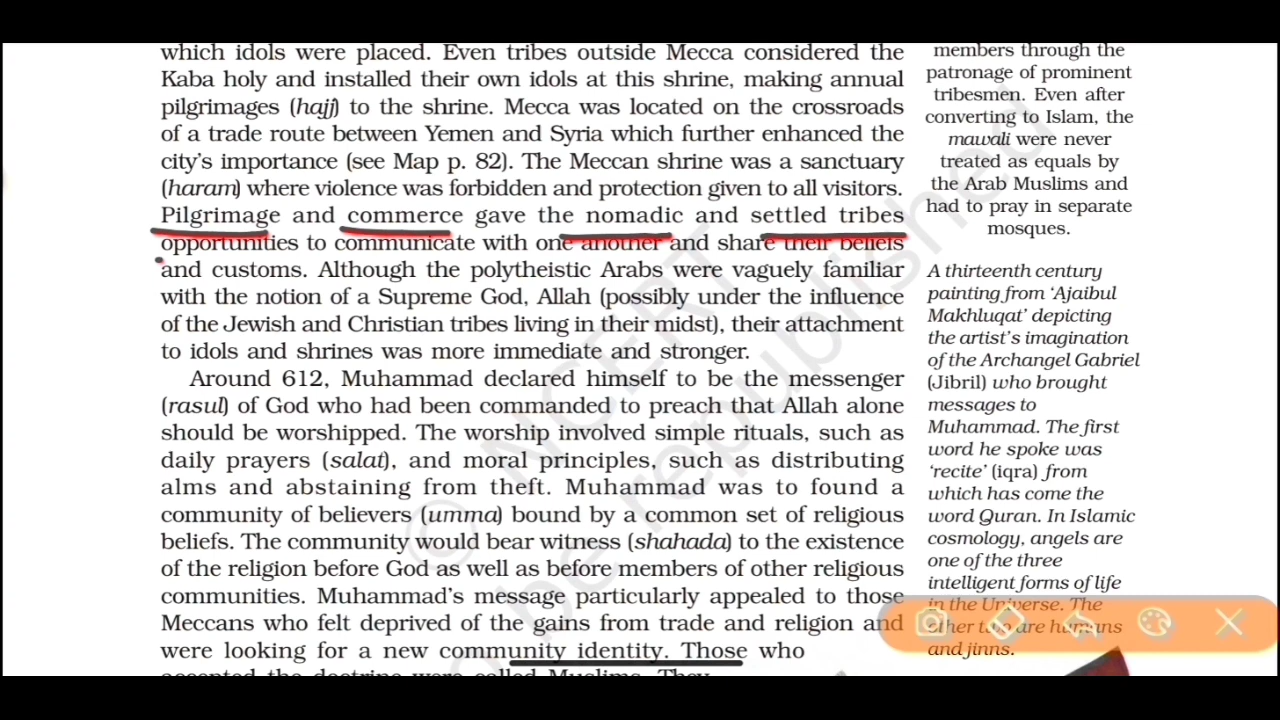 which idols were placed. Even tribes outside Mecca considered the
Kaba holy and installed their own idols at this shrine, making annual
pilgrimages (hajj) to the shrine. Mecca was located on the crossroads
of a trade route between Yemen and Syria which further enhanced the
city's importance (see Map p. 82). The Meccan shrine was a sanctuary
(haram) where violence was forbidden and protection given to all visitors.
Pilgrimage and commerce gave the nomadic and settled tribes
opportunities to communicate with one another and share their beliefs
and customs. Although the polytheistic Arabs were vaguely familiar
with the notion of a Supreme God, Allah (possibly under the influence
of the Jewish and Christian tribes living in their midst), their attachment
to idols and shrines was more immediate and stronger.
Around 612, Muhammad declared himself to be the messenger
(rasul) of God who had been commanded to preach that Allah alone
should be worshipped. The worship involved simple rituals, such as
daily prayers (salat), and moral principles, such as distributing
alms and abstaining from theft. Muhammad was to found a
community of believers (umma) bound by a common set of religious
beliefs. The community would bear witness (shahada) to the existence
of the religion before God as well as before members of other religious
communities. Muhammad's message particularly appealed to those
Meccans who felt deprived of the gains from trade and religion and
were looking for a new community identity. Those who
accepted the doctrine were called Muslims. They
members through the
patronage of prominent
tribesmen. Even after
converting to Islam, the
mawali were never
treated as equals by
the Arab Muslims and
had to pray in separate
mosques.
A thirteenth century
painting from 'Ajaibul
Makhluqat' depicting
the artist's imagination
of the Archangel Gabriel
(Jibril) who brought
messages to
Muhammad. The first
word he spoke was
'recite' (iqra) from
which has come the
word Quran. In Islamic
cosmology, angels are
one of the three
intelligent forms of life
in the Universe. The
other two are humans
and jinns.
© NCERT
be republished